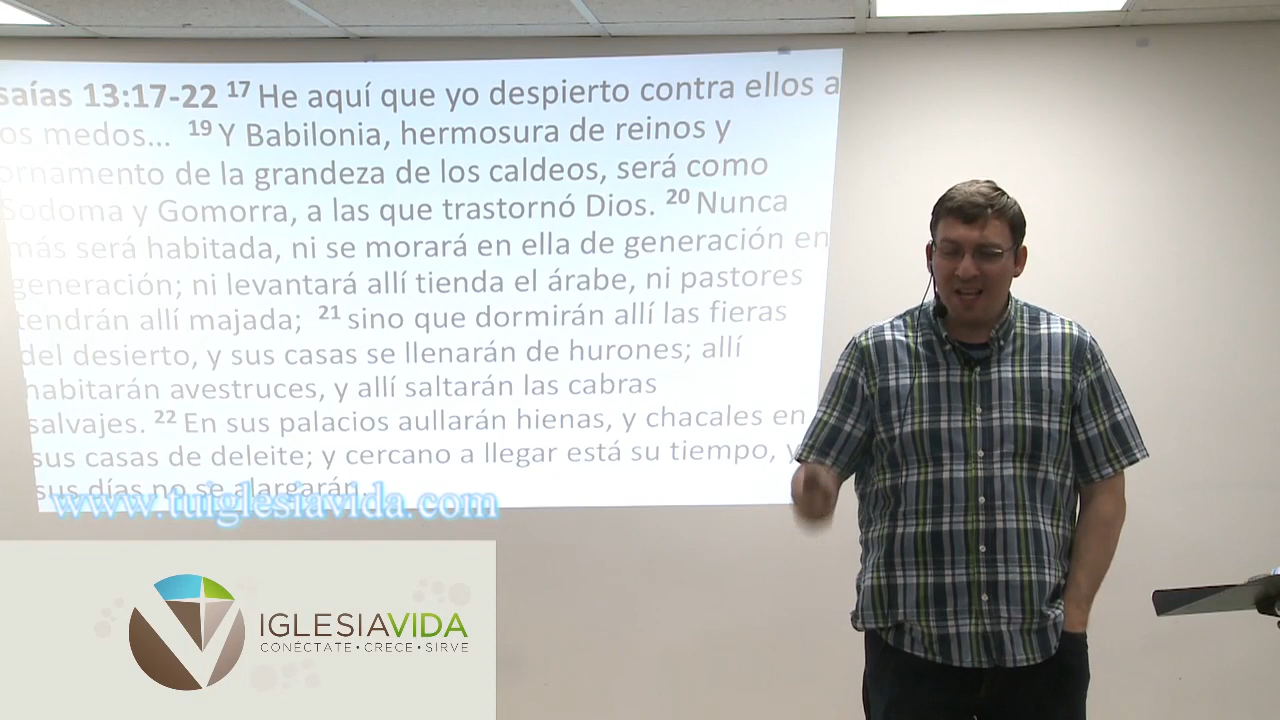 saías 13:17-22 17 He aquí que yo despierto contra ellos a
os medos... 19 Y Babilonia, hermosura de reinos y
ornamento de la grandeza de los caldeos, será como
Sodoma y Gomorra, a las que trastornó Dios. 20 Nunca
más será habitada, ni se morará en ella de generación en
generación; ni levantará allí tienda el árabe, ni pastores
tendrán allí majada; 21 sino que dormirán allí las fieras
del desierto, y sus casas se llenarán de hurones; allí
habitarán avestruces, y allí saltarán las cabras
salvajes. 22 En sus palacios aullarán hienas, y chacales en
sus casas de deleite; y cercano a llegar está su tiempo, y
sus días no se alargarán
www.tuiglesiavida.com
IGLESIAVIDA
CONÉCTATE • CRECE • SIRVE